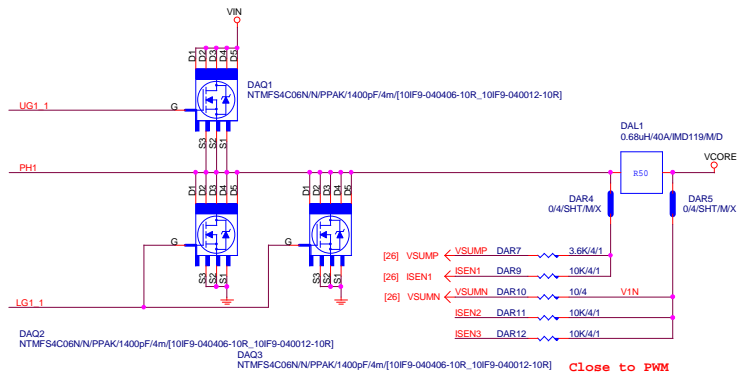 VIN
D1 D2 D3 D4 D5
DAQ1
NTMFS4C06N/N/PPAK/1400pF/4m/[10IF9-040406-10R_10IF9-040012-10R]
UG1_1
G
S3 S2 S1
DAL1
0.68uH/40A/IMD119/M/D
VCORE
PH1
R50
D1 D2 D3 D4 D5
D1 D2 D3 D4 D5
DAR4
0/4/SHT/M/X
DAR5
0/4/SHT/M/X
G
G
[26] VSUMP VSUMP DAR7 3.6K/4/1
S3 S2 S1
S3 S2 S1
[26] ISEN1 ISEN1 DAR9 10K/4/1
[26] VSUMN VSUMN DAR10 10/4 V1N
LG1_1
ISEN2 DAR11 10K/4/1
ISEN3 DAR12 10K/4/1
DAQ2
NTMFS4C06N/N/PPAK/1400pF/4m/[10IF9-040406-10R_10IF9-040012-10R]
DAQ3
NTMFS4C06N/N/PPAK/1400pF/4m/[10IF9-040406-10R_10IF9-040012-10R]
Close to PWM